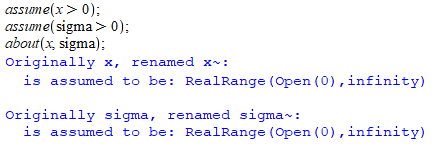 assume(x > 0);
assume(sigma > 0);
about(x, sigma);
Originally x, renamed x~:
is assumed to be: RealRange(Open(0),infinity)
Originally sigma, renamed sigma~:
is assumed to be: RealRange(Open(0),infinity)